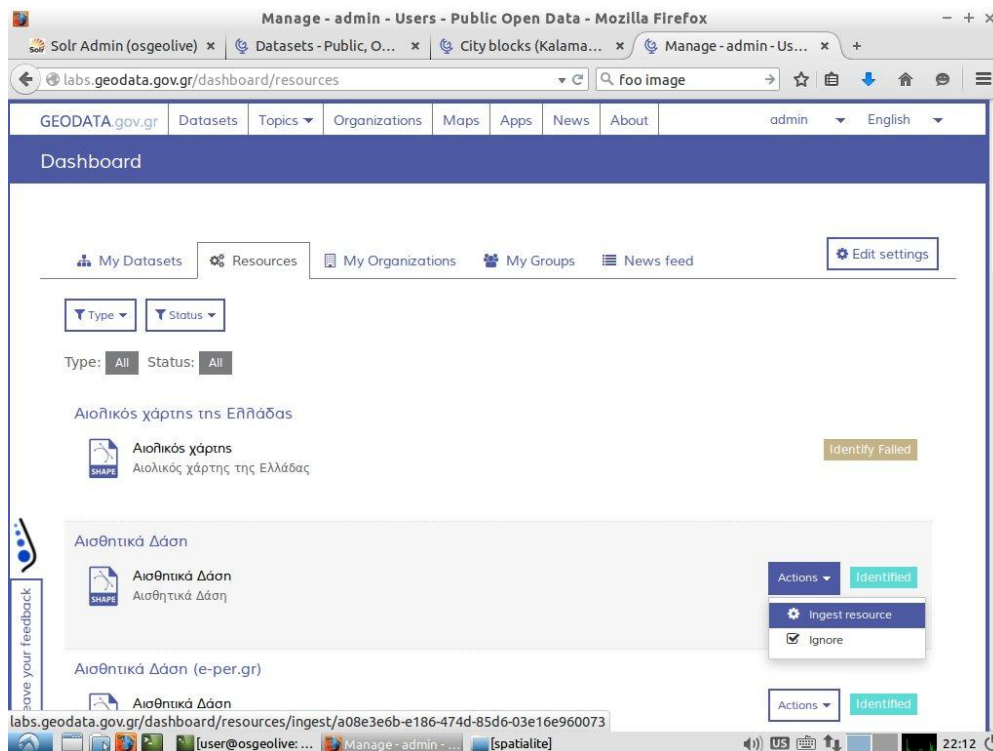 Manage - admin - Users - Public Open Data - Mozilla Firefox
Solr Admin (osgeolive) × Datasets - Public, O... × City blocks (Kalama... × Manage - admin - Us... × +
labs.geodata.gov.gr/dashboard/resources foo image
GEODATA.gov.gr Datasets Topics Organizations Maps Apps News About admin English
Dashboard
My Datasets Resources My Organizations My Groups News feed Edit settings
Type Status
Type: All Status: All
Αιολικός χάρτης της Ελλάδας
Αιολικός χάρτης
SHAPE Αιολικός χάρτης της Ελλάδας
Identify Failed
Αισθητικά Δάση
Αισθητικά Δάση
SHAPE Αισθητικά Δάση
Actions Identified
Ingest resource
Ignore
eave your feedback
Αισθητικά Δάση (e-per.gr)
Αισθητικά Δάση
Actions Identified
labs.geodata.gov.gr/dashboard/resources/ingest/a08e3e6b-e186-474d-85d6-03e16e960073
[user@osgeolive: ... Manage - admin - ... [spatialite] US 22:12